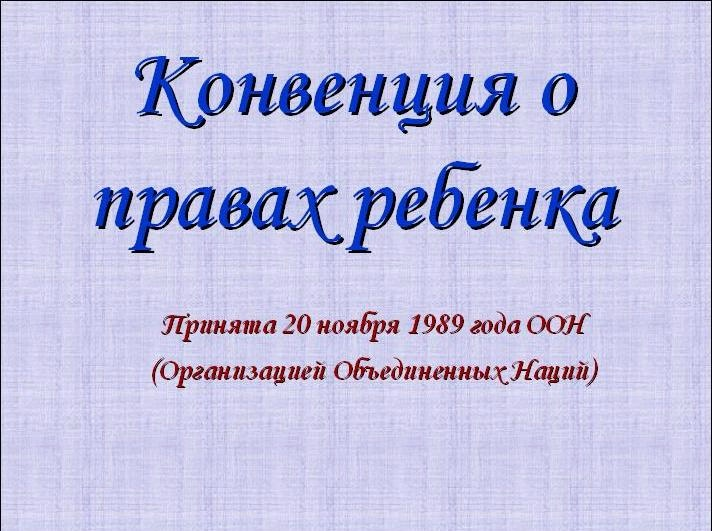 Конвенция о
правах ребенка
Принята 20 ноября 1989 года ООН
(Организацией Объединенных Наций)